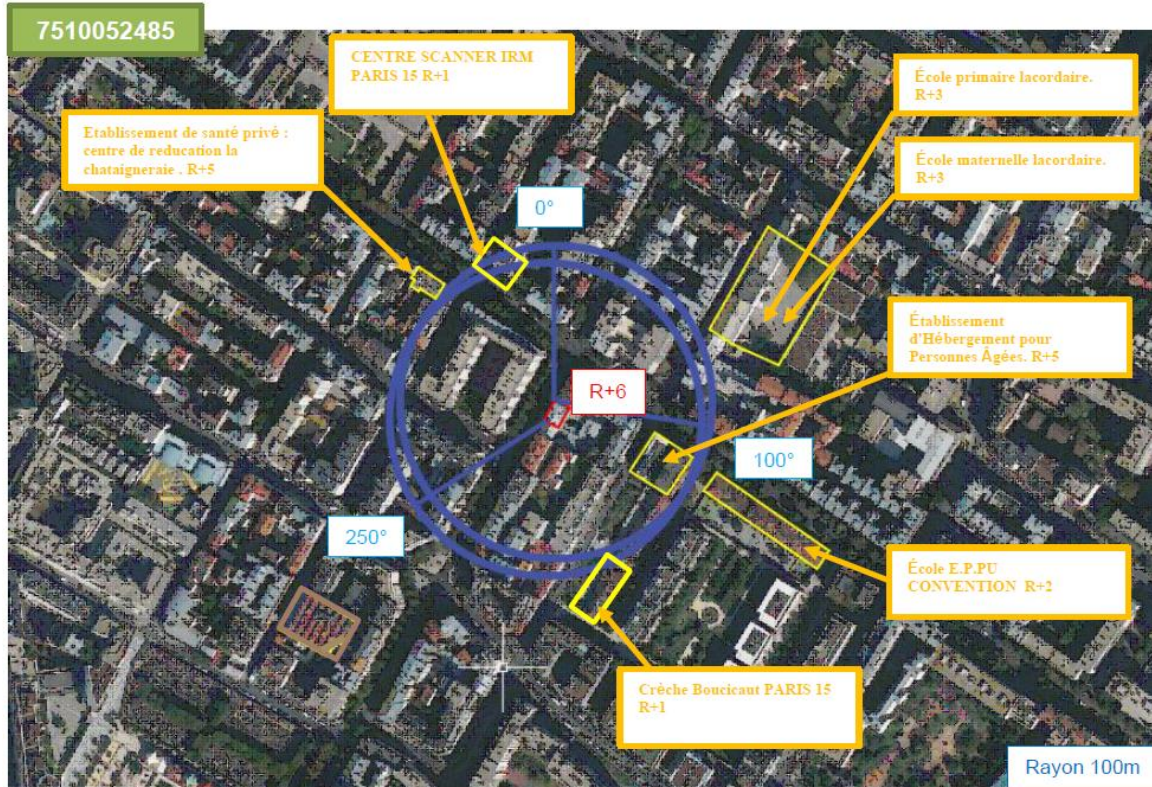 7510052485
CENTRE SCANNER IRM
PARIS 15 R+1
École primaire lacordaire.
R+3
Etablissement de santé privé :
centre de reducation la
chataigneraie . R+5
École maternelle lacordaire.
R+3
0°
Établissement
d'Hébergement pour
Personnes Âgées. R+5
R+6
100°
250°
École E.P.PU
CONVENTION R+2
Crèche Boucicaut PARIS 15
R+1
Rayon 100m